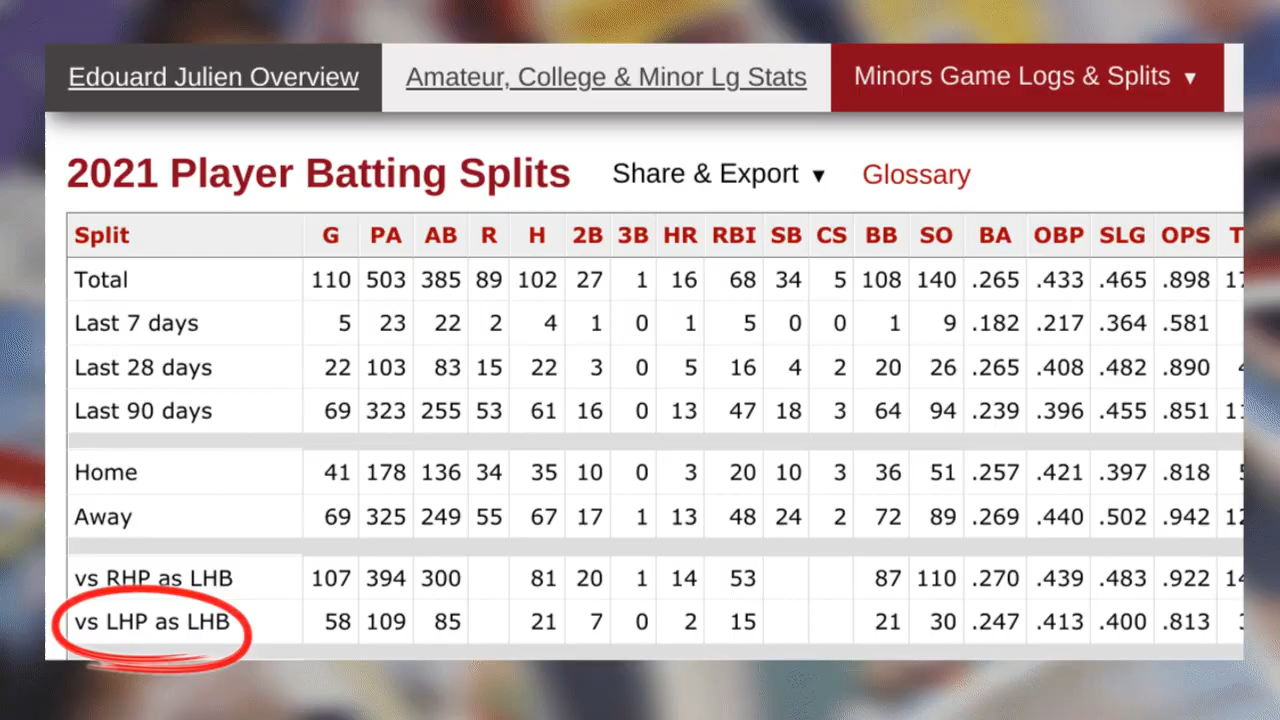 Edouard Julien Overview Amateur, College & Minor Lg Stats Minors Game Logs & Splits ▼
2021 Player Batting Splits Share & Export ▼ Glossary
Split G PA AB R H 2B 3B HR RBI SB CS BB SO BA OBP SLG OPS T
Total 110 503 385 89 102 27 1 16 68 34 5 108 140 .265 .433 .465 .898 17
Last 7 days 5 23 22 2 4 1 0 1 5 0 0 1 9 .182 .217 .364 .581
Last 28 days 22 103 83 15 22 3 0 5 16 4 2 20 26 .265 .408 .482 .890
Last 90 days 69 323 255 53 61 16 0 13 47 18 3 64 94 .239 .396 .455 .851 11
Home 41 178 136 34 35 10 0 3 20 10 3 36 51 .257 .421 .397 .818
Away 69 325 249 55 67 17 1 13 48 24 2 72 89 .269 .440 .502 .942 12
vs RHP as LHB 107 394 300 81 20 1 14 53 87 110 .270 .439 .483 .922 14
vs LHP as LHB 58 109 85 21 7 0 2 15 21 30 .247 .413 .400 .813